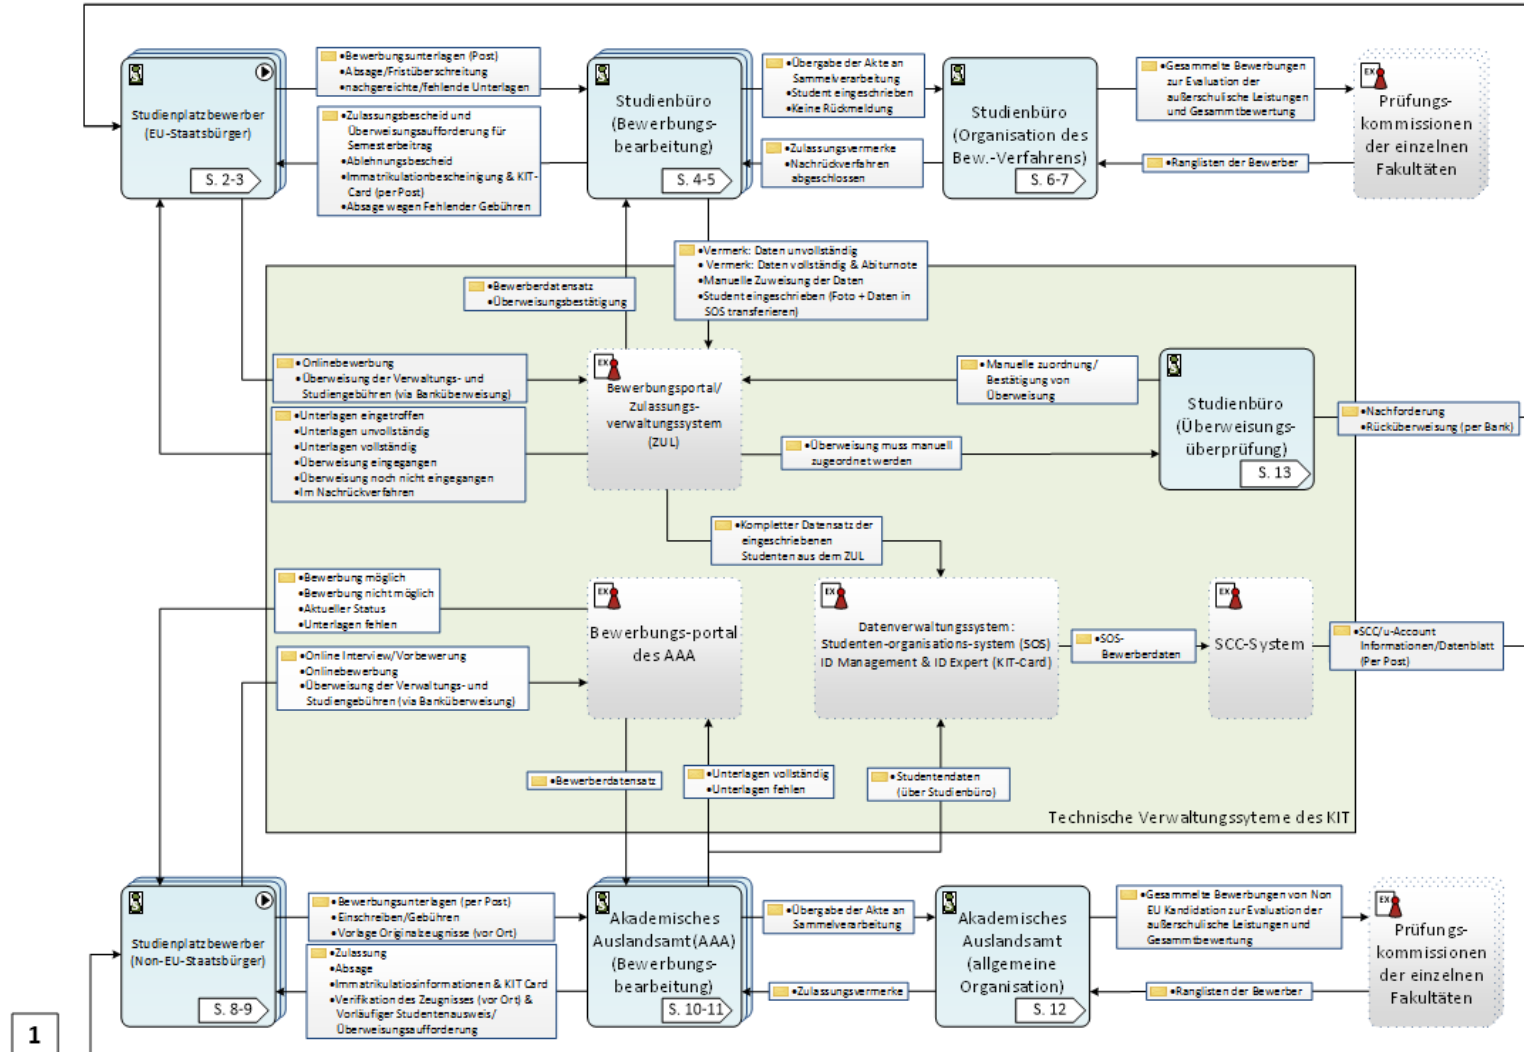 •Bewerbungsunterlagen (Post)
•Absage/Fristüberschreitung
•nachgereichte/fehlende Unterlagen
Studienplatzbewerber
(EU-Staatsbürger)
S. 2-3
•Zulassungsbescheid und
Überweisungsaufforderung für
Semesterbeitrag
•Ablehnungsbescheid
•Immatrikulationbescheinigung & KIT-
Card (per Post)
•Absage wegen Fehlender Gebühren
Studienbüro
(Bewerbungs-
bearbeitung)
S. 4-5
•Übergabe der Akte an
Sammelverarbeitung
•Student eingeschrieben
•Keine Rückmeldung
•Zulassungsvermerke
•Nachrückverfahren
abgeschlossen
Studienbüro
(Organisation des
Bew.-Verfahrens)
S. 6-7
•Gesammelte Bewerbungen
zur Evaluation der
außerschulische Leistungen
und Gesammtbewertung
•Ranglisten der Bewerber
EX
Prüfungs-
kommissionen
der einzelnen
Fakultäten
•Bewerberdatensatz
•Überweisungsbestätigung
•Vermerk: Daten unvollständig
• Vermerk: Daten vollständig & Abiturnote
•Manuelle Zuweisung der Daten
•Student eingeschrieben (Foto + Daten in
SOS transferieren)
•Onlinebewerbung
•Überweisung der Verwaltungs- und
Studiengebühren (via Banküberweisung)
•Unterlagen eingetroffen
•Unterlagen unvollständig
•Unterlagen vollständig
•Überweisung eingegangen
•Überweisung noch nicht eingegangen
•Im Nachrückverfahren
EX
Bewerbungsportal/
Zulassungs-
verwaltungssystem
(ZUL)
•Manuelle zuordnung/
Bestätigung von
Überweisung
•Überweisung muss manuell
zugeordnet werden
Studienbüro
(Überweisungs-
überprüfung)
S. 13
•Nachforderung
•Rücküberweisung (per Bank)
•Kompletter Datensatz der
eingeschriebenen
Studenten aus dem ZUL
•Bewerbung möglich
•Bewerbung nicht möglich
•Aktueller Status
•Unterlagen fehlen
•Online Interview/Vorbewerung
•Onlinebewerbung
•Überweisung der Verwaltungs- und
Studiengebühren (via Banküberweisung)
EX
Bewerbungs-portal
des AAA
EX
Datenverwaltungssystem:
Studenten-organisations-system (SOS)
ID Management & ID Expert (KIT-Card)
•SOS-
Bewerberdaten
EX
SCC-System
•SCC/u-Account
Informationen/Datenblatt
(Per Post)
•Bewerberdatensatz
•Unterlagen vollständig
•Unterlagen fehlen
•Studentendaten
(über Studienbüro)
Technische Verwaltungssyteme des KIT
Studienplatzbewerber
(Non-EU-Staatsbürger)
S. 8-9
•Bewerbungsunterlagen (per Post)
•Einschreiben/Gebühren
•Vorlage Originalzeugnisse (vor Ort)
•Zulassung
•Absage
•Immatrikulatiosinformationen & KIT Card
•Verifikation des Zeugnisses (vor Ort) &
Vorläufiger Studentenausweis/
Überweisungsaufforderung
Akademisches
Auslandsamt(AAA)
(Bewerbungs-
bearbeitung)
S. 10-11
•Übergabe der Akte an
Sammelverarbeitung
•Zulassungsvermerke
Akademisches
Auslandsamt
(allgemeine
Organisation)
S. 12
•Gesammelte Bewerbungen von Non
EU Kandidation zur Evaluation der
außerschulische Leistungen und
Gesammtbewertung
•Ranglisten der Bewerber
EX
Prüfungs-
kommissionen
der einzelnen
Fakultäten
1